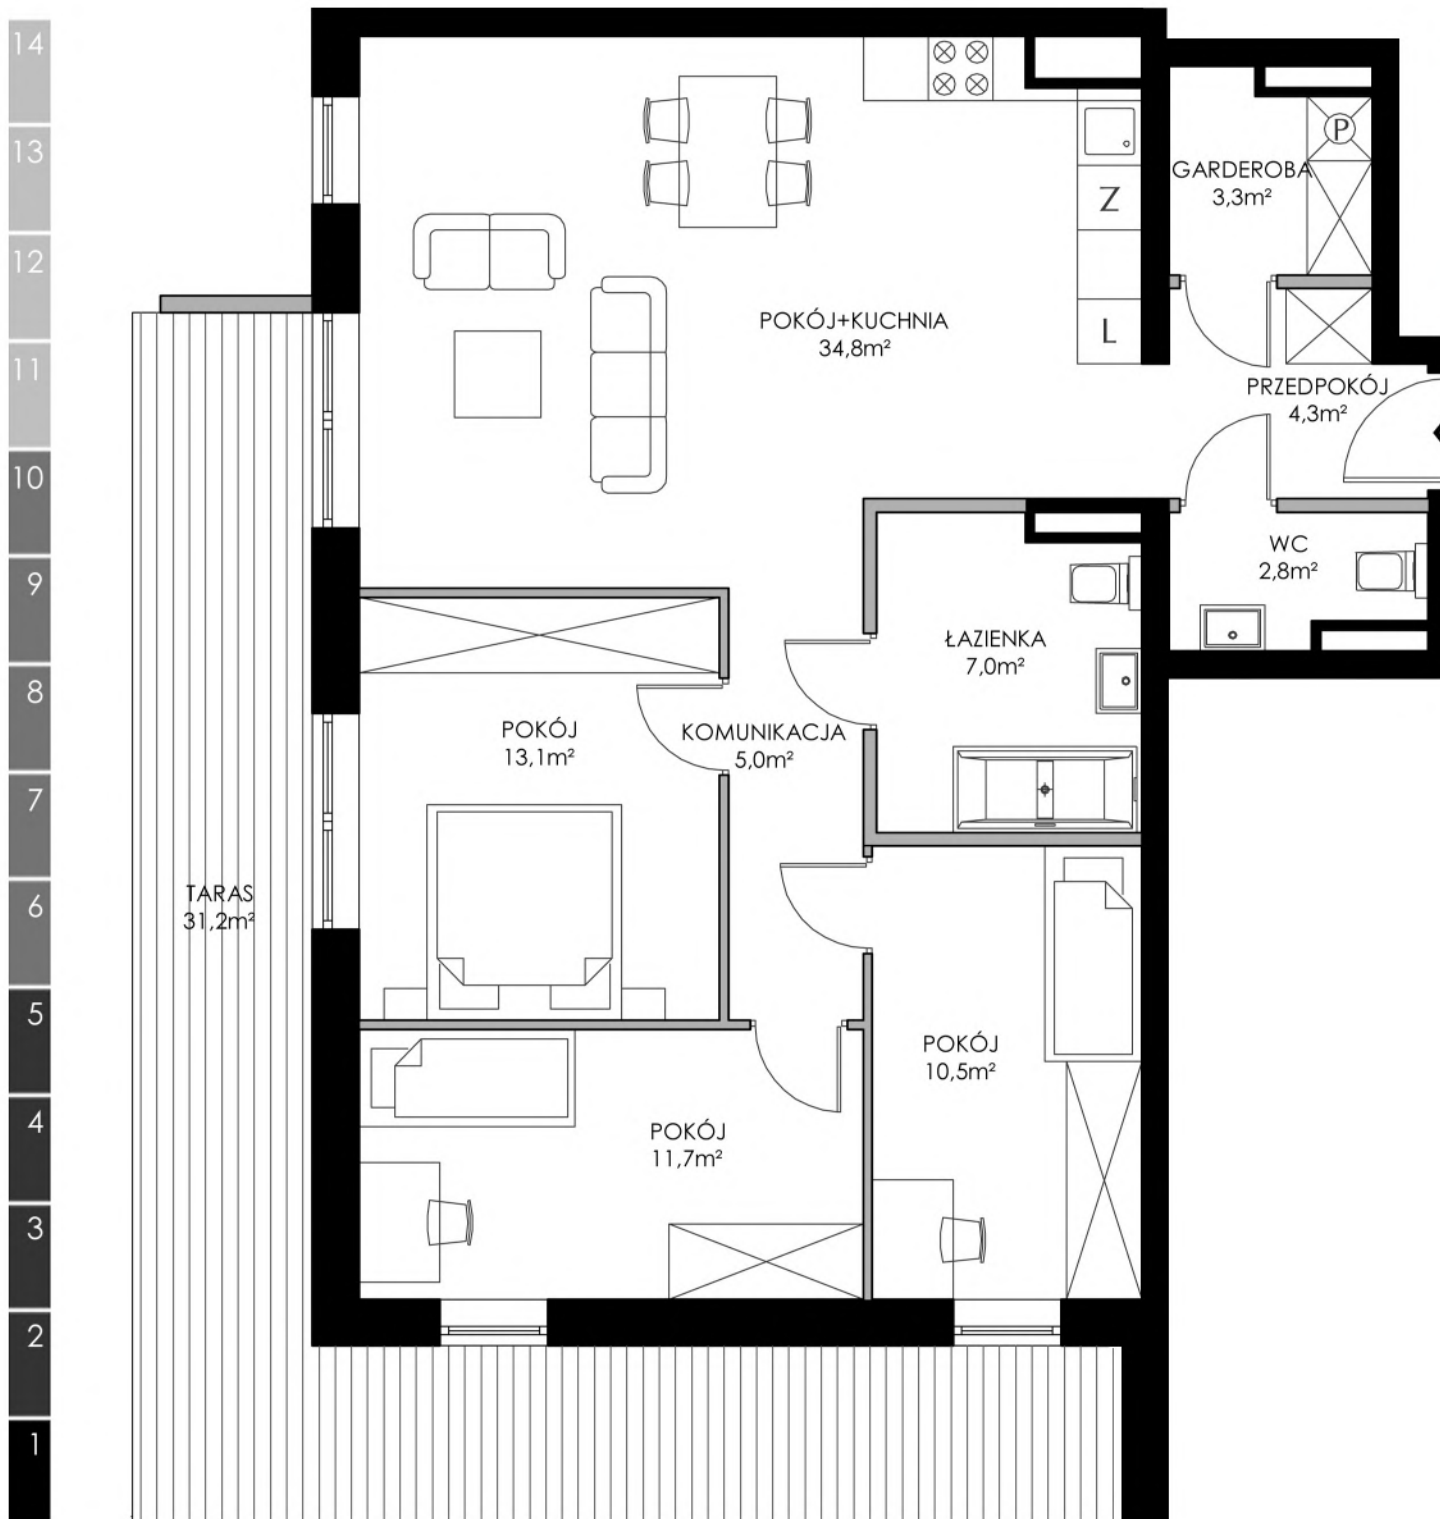 14
13
12
11
10
9
8
7
6
5
4
3
2
1
P
GARDEROBA
3,3m²
Z
L
POKÓJ+KUCHNIA
34,8m²
PRZEDPOKÓJ
4,3m²
WC
2,8m²
ŁAZIENKA
7,0m²
POKÓJ
13,1m²
KOMUNIKACJA
5,0m²
TARAS
31,2m²
POKÓJ
10,5m²
POKÓJ
11,7m²